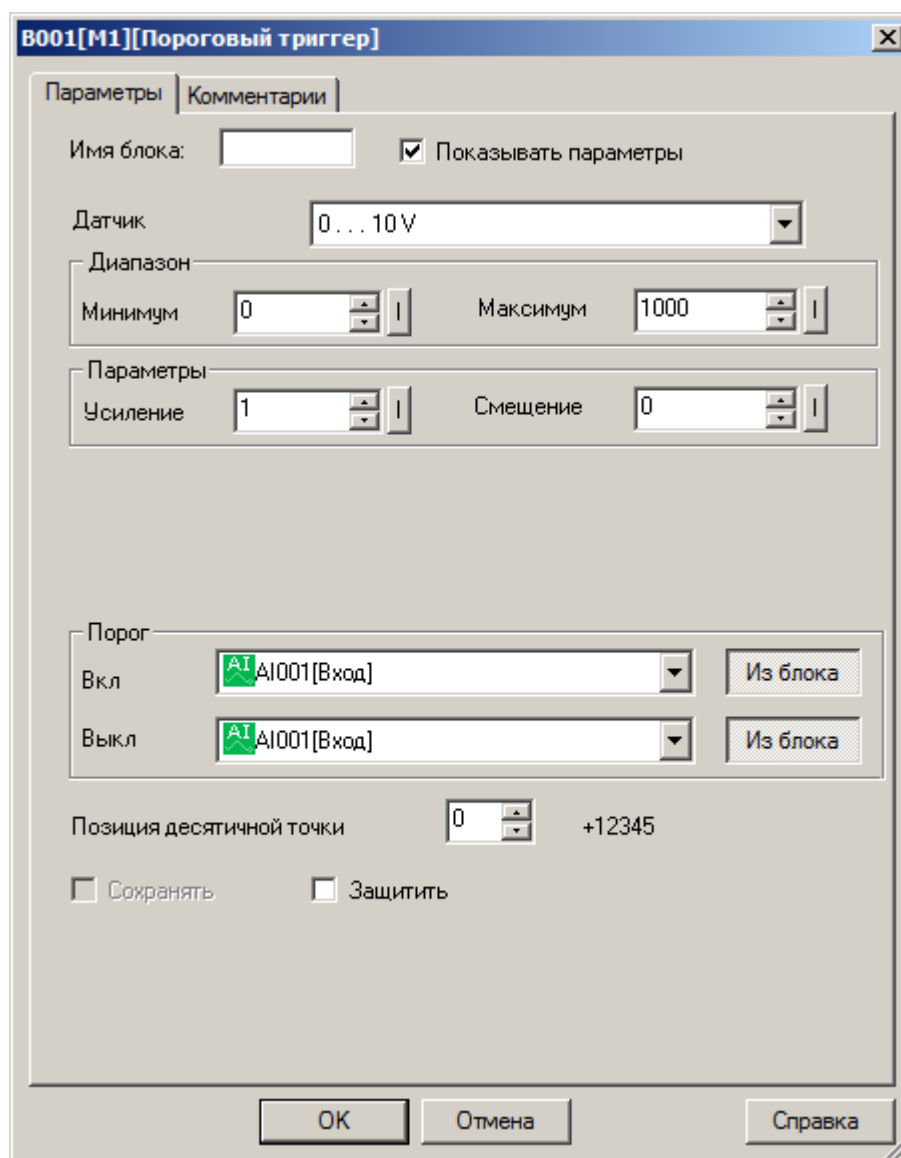 B001[M1][Пороговый триггер]
Параметры Комментарии
Имя блока: Показывать параметры
Датчик 0...10 V
Диапазон
Минимум 0 Максимум 1000
Параметры
Усиление 1 Смещение 0
Порог
Вкл AI AI001[Вход] Из блока
Выкл AI AI001[Вход] Из блока
Позиция десятичной точки 0 +12345
Сохранять Защитить
OK Отмена Справка